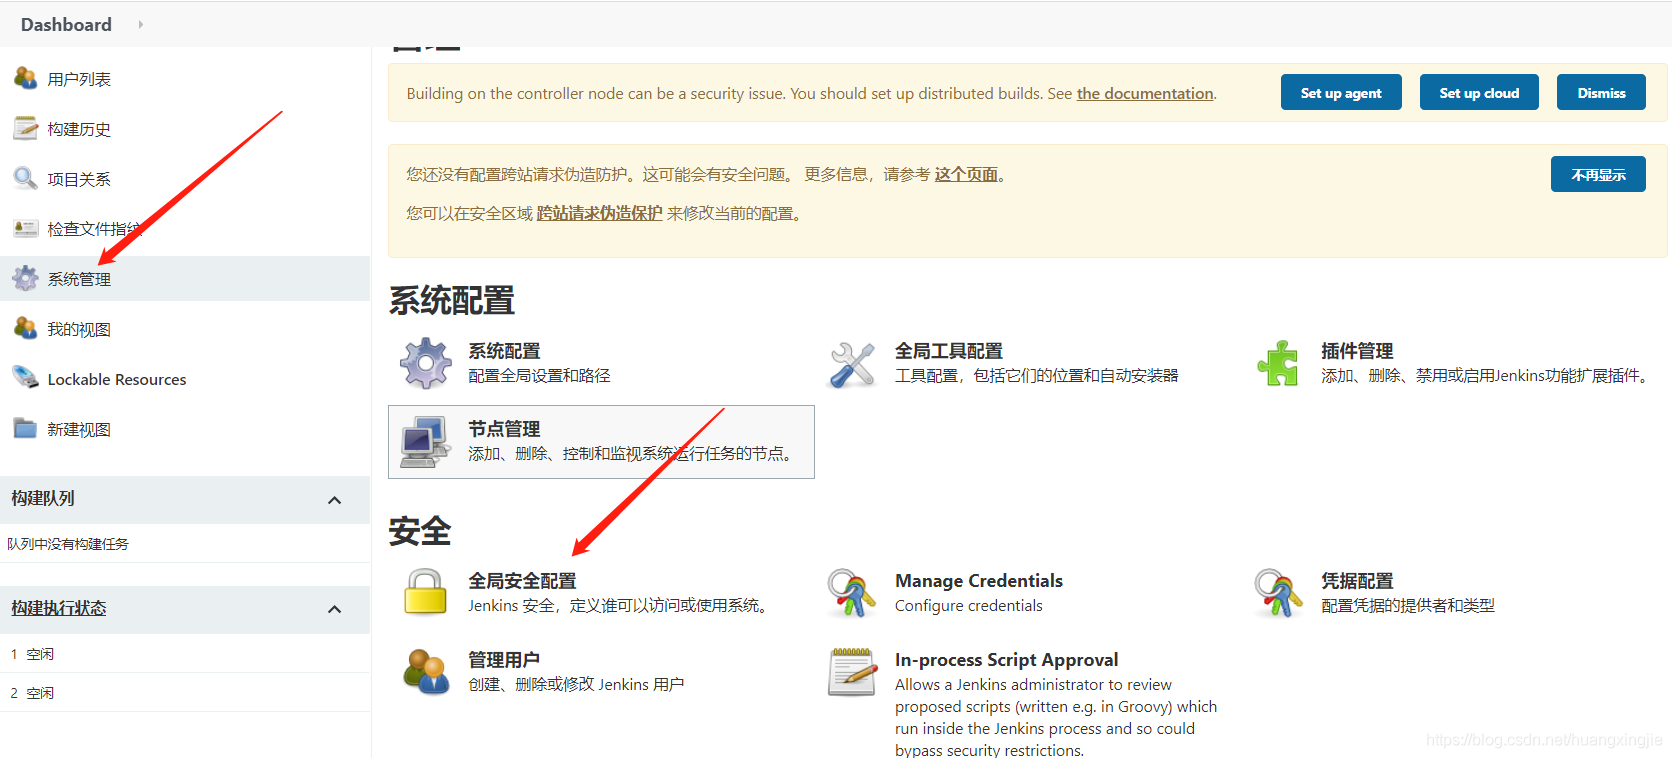 Dashboard
用户列表
构建历史
项目关系
检查文件指纹
系统管理
我的视图
Lockable Resources
新建视图
构建队列
队列中没有构建任务
构建执行状态
1 空闲
2 空闲
Building on the controller node can be a security issue. You should set up distributed builds. See the documentation.
Set up agent
Set up cloud
Dismiss
您还没有配置跨站请求伪造防护。这可能会有安全问题。 更多信息，请参考 这个页面。
不再显示
您可以在安全区域 跨站请求伪造保护 来修改当前的配置。
系统配置
系统配置
配置全局设置和路径
全局工具配置
工具配置，包括它们的位置和自动安装器
插件管理
添加、删除、禁用或启用Jenkins功能扩展插件。
节点管理
添加、删除、控制和监视系统运行任务的节点。
安全
全局安全配置
Jenkins 安全，定义谁可以访问或使用系统。
Manage Credentials
Configure credentials
凭据配置
配置凭据的提供者和类型
管理用户
创建、删除或修改 Jenkins 用户
In-process Script Approval
Allows a Jenkins administrator to review
proposed scripts (written e.g. in Groovy) which
run inside the Jenkins process and so could
bypass security restrictions.
https://blog.csdn.net/huangxingjie